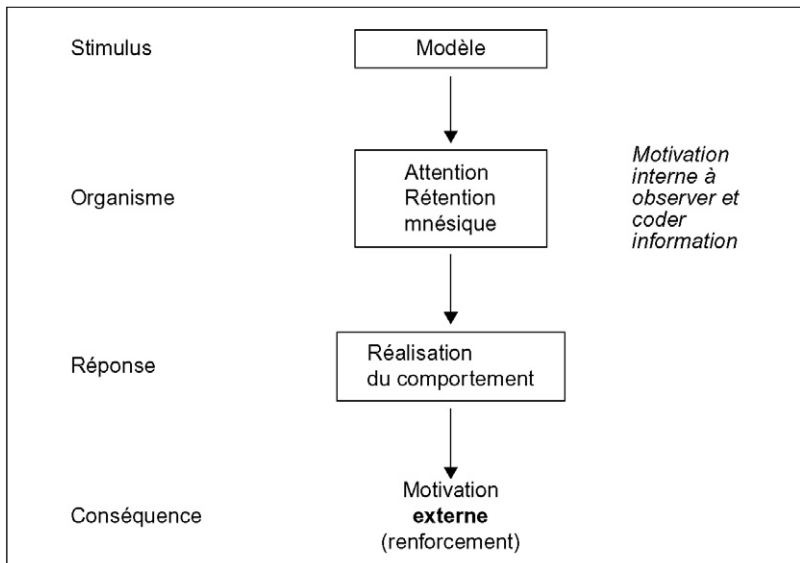 Stimulus
Modèle
Organisme
Attention
Rétention
mnésique
Motivation
interne à
observer et
coder
information
Réponse
Réalisation
du comportement
Conséquence
Motivation
externe
(renforcement)